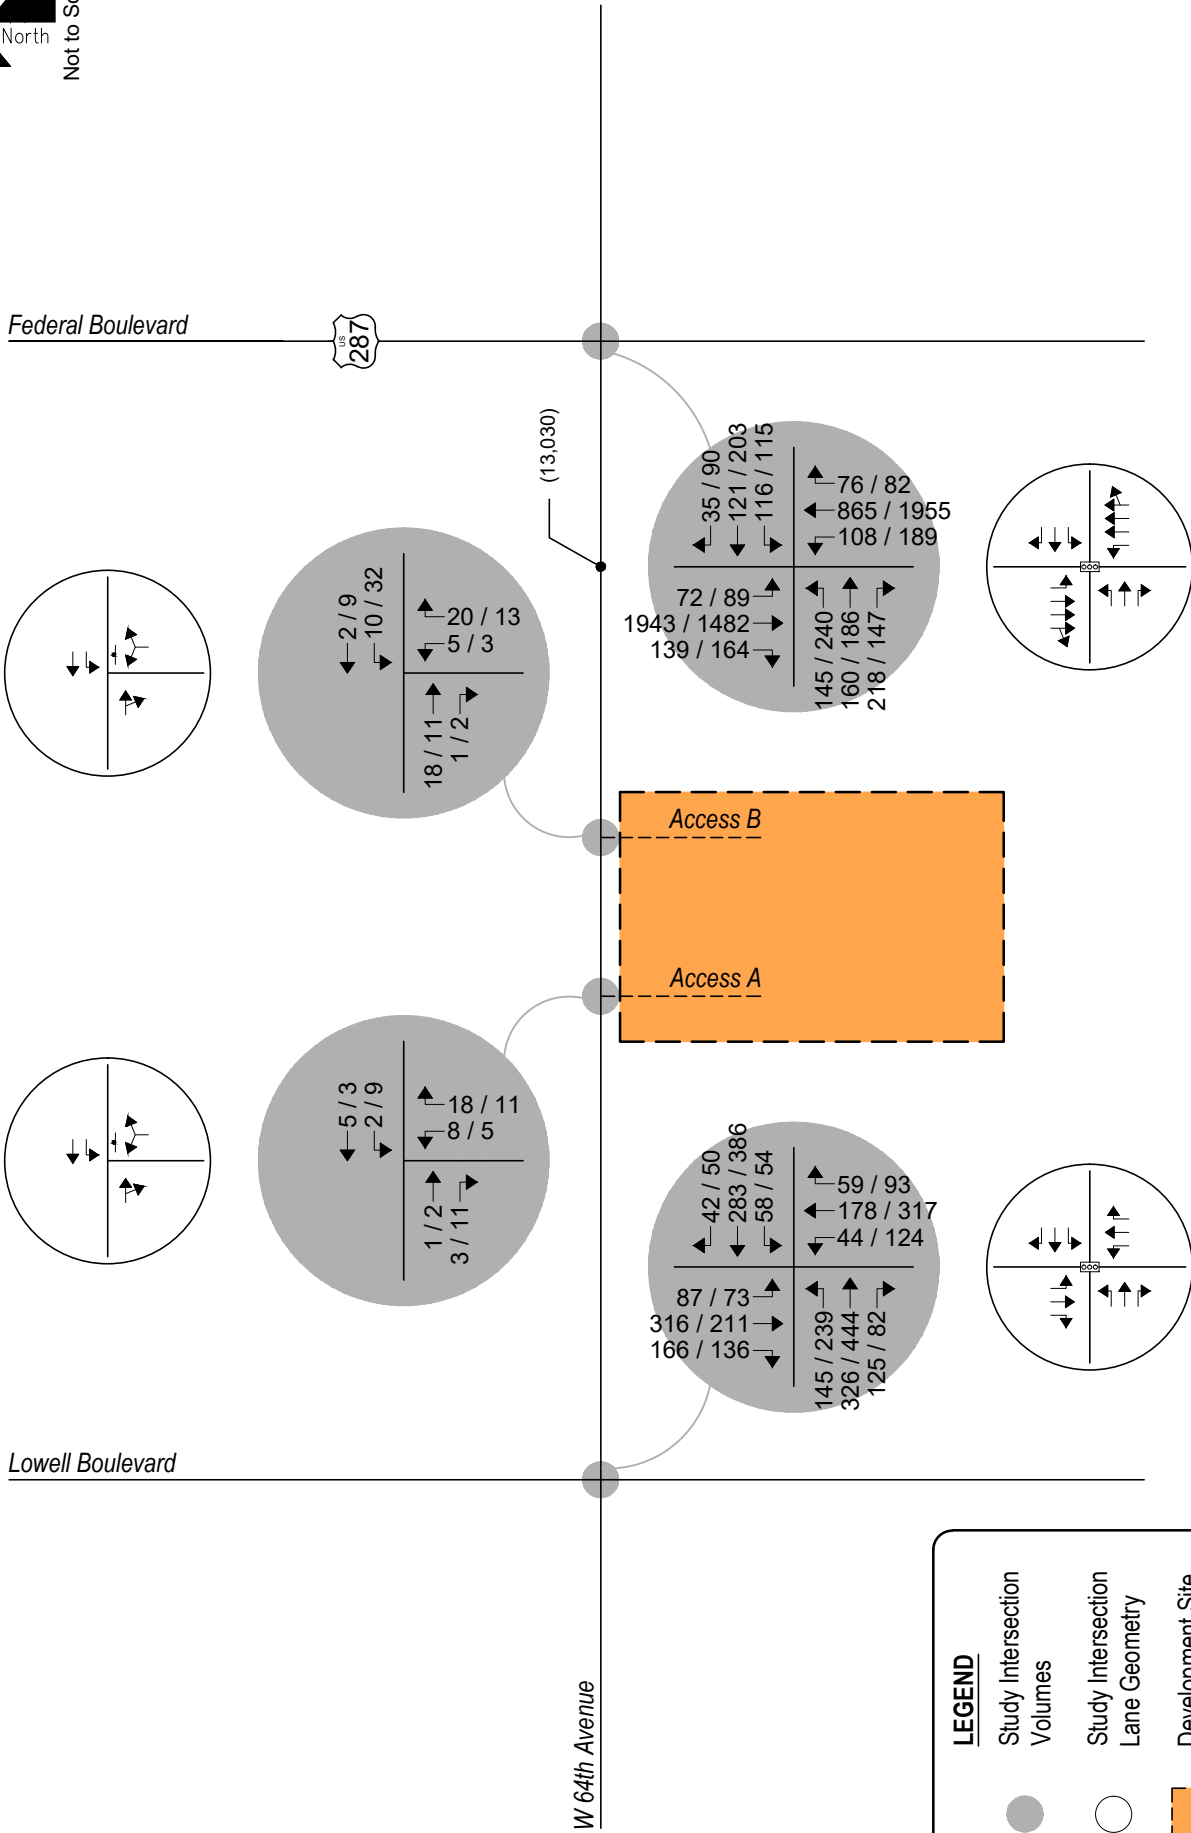 North
Not to Sc
Federal Boulevard
US
287
(13,030)
2 / 9
10 / 32
20 / 13
5 / 3
18 / 11
1 / 2
35 / 90
121 / 203
116 / 115
76 / 82
865 / 1955
108 / 189
72 / 89
1943 / 1482
139 / 164
145 / 240
160 / 186
218 / 147
Access B
Access A
5 / 3
2 / 9
18 / 11
8 / 5
1 / 2
3 / 11
42 / 50
283 / 386
58 / 54
59 / 93
178 / 317
44 / 124
87 / 73
316 / 211
166 / 136
145 / 239
326 / 444
125 / 82
Lowell Boulevard
W 64th Avenue
LEGEND
Study Intersection
Volumes
Study Intersection
Lane Geometry
Development Site